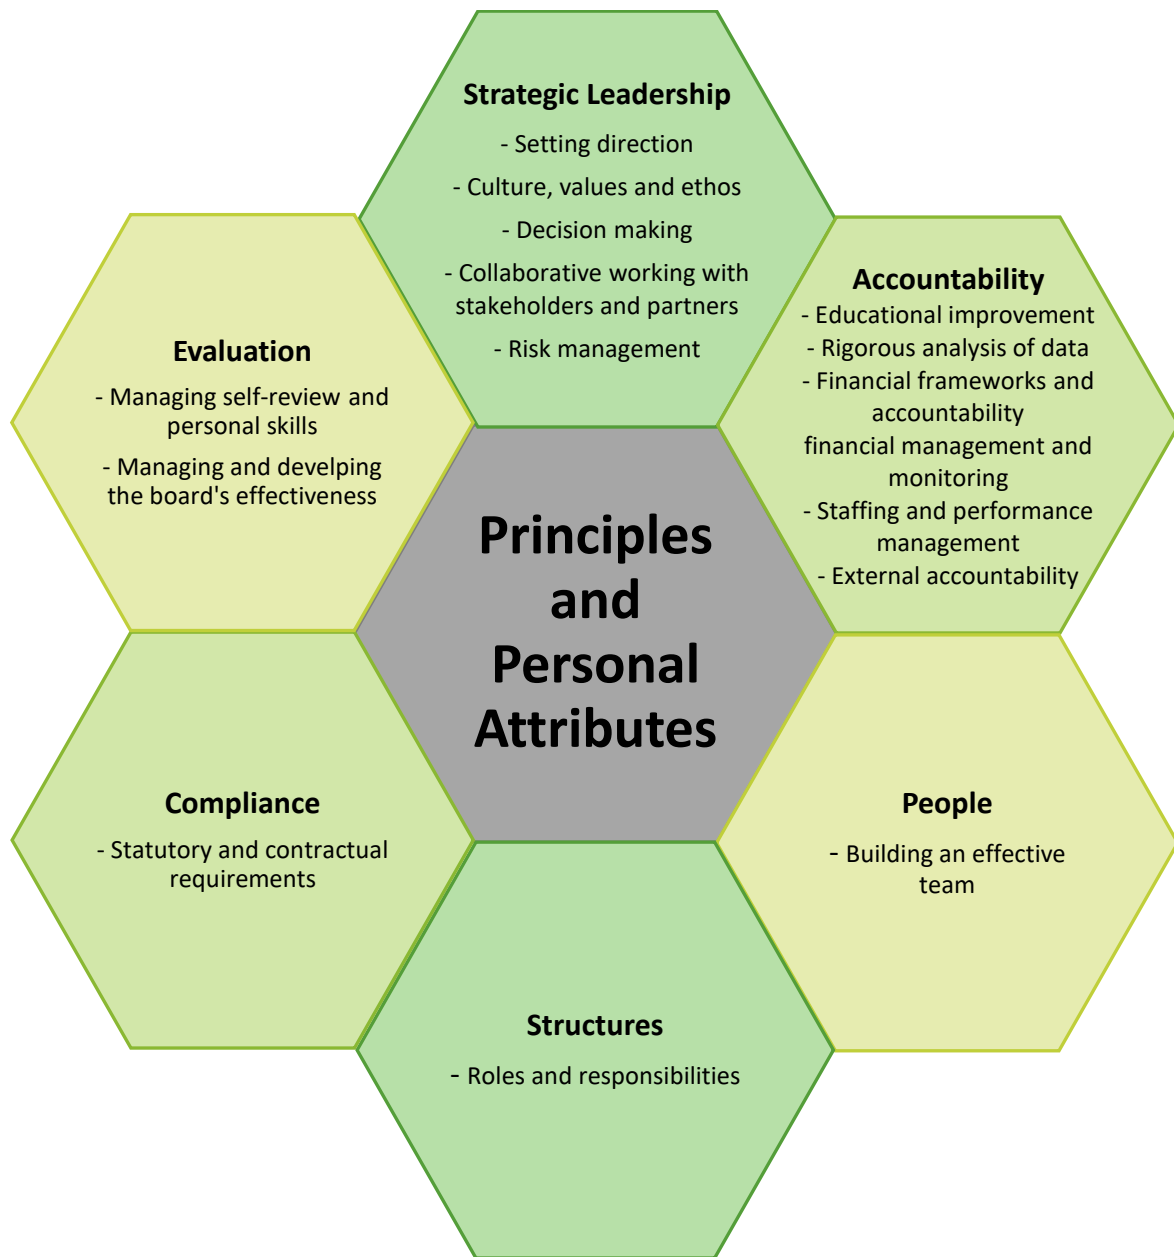 Strategic Leadership
- Setting direction
- Culture, values and ethos
- Decision making
- Collaborative working with
stakeholders and partners
- Risk management
Accountability
- Educational improvement
- Rigorous analysis of data
- Financial frameworks and
accountability
financial management and
monitoring
- Staffing and performance
management
- External accountability
People
- Building an effective
team
Structures
- Roles and responsibilities
Compliance
- Statutory and contractual
requirements
Evaluation
- Managing self-review and
personal skills
- Managing and develping
the board's effectiveness
Principles
and
Personal
Attributes